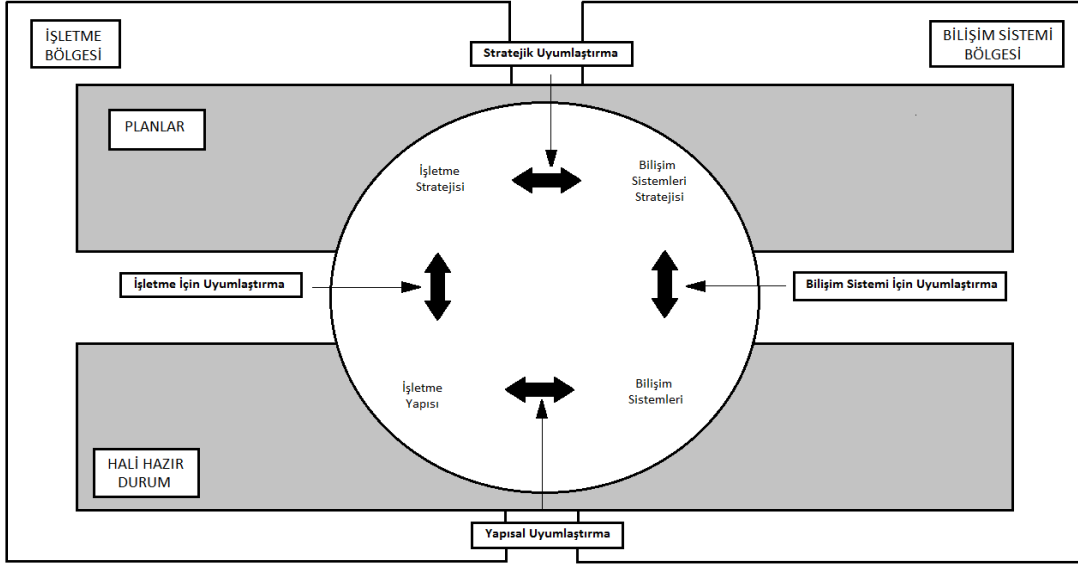 İŞLETME
BÖLGESİ
Stratejik Uyumlaştırma
BİLİŞİM SİSTEMİ
BÖLGESİ
PLANLAR
İşletme
Stratejisi
Bilişim
Sistemleri
Stratejisi
İşletme İçin Uyumlaştırma
Bilişim Sistemi İçin Uyumlaştırma
İşletme
Yapısı
Bilişim
Sistemleri
HALİ HAZIR
DURUM
Yapısal Uyumlaştırma